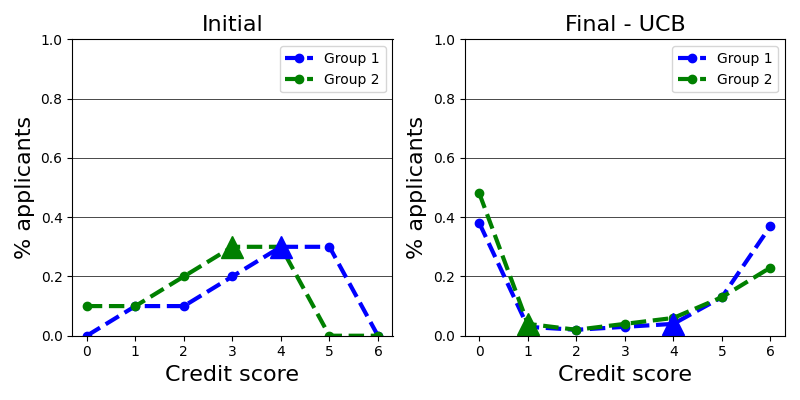 Initial
% applicants
1.0
0.8
0.6
0.4
0.2
0.0
Group 1
Group 2
0 1 2 3 4 5 6
Credit score
Final - UCB
% applicants
1.0
0.8
0.6
0.4
0.2
0.0
Group 1
Group 2
0 1 2 3 4 5 6
Credit score